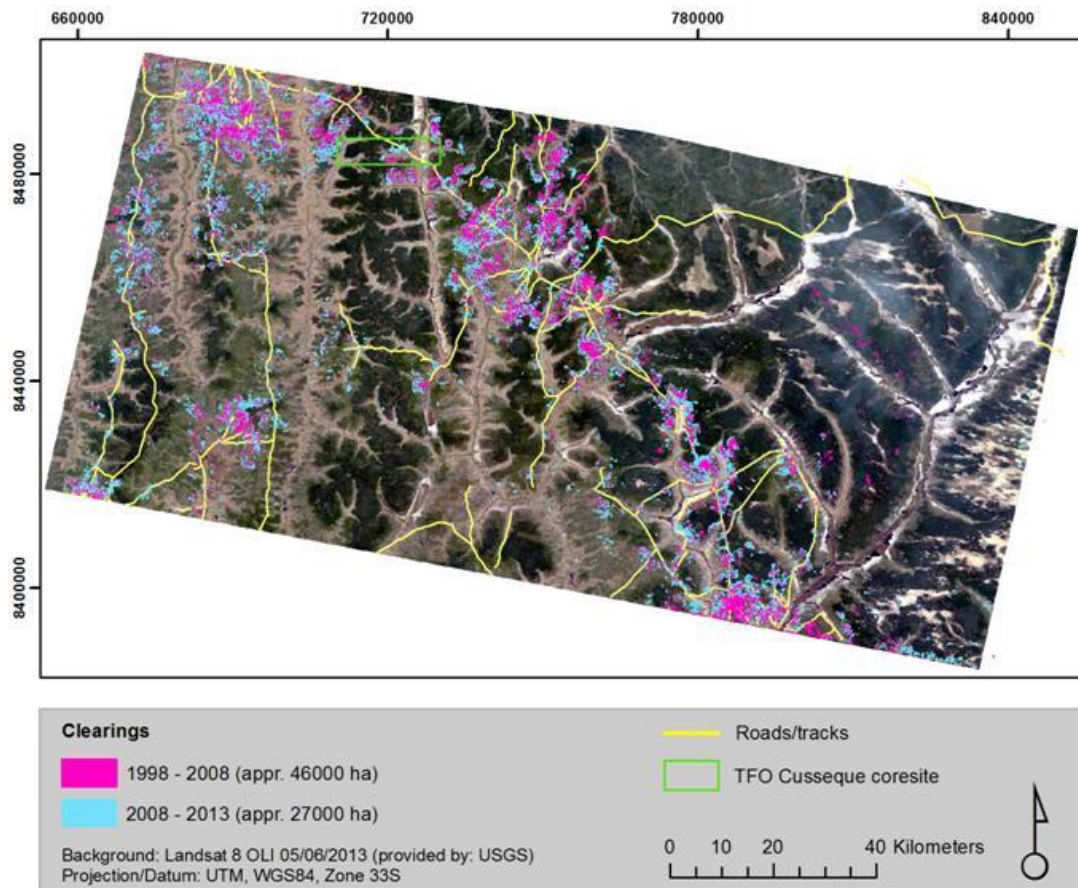 660000 720000 780000 840000
8480000
8440000
8400000
Clearings
1998 - 2008 (appr. 46000 ha)
2008 - 2013 (appr. 27000 ha)
Background: Landsat 8 OLI 05/06/2013 (provided by: USGS)
Projection/Datum: UTM, WGS84, Zone 33S
Roads/tracks
TFO Cusseque coresite
0 10 20 40 Kilometers